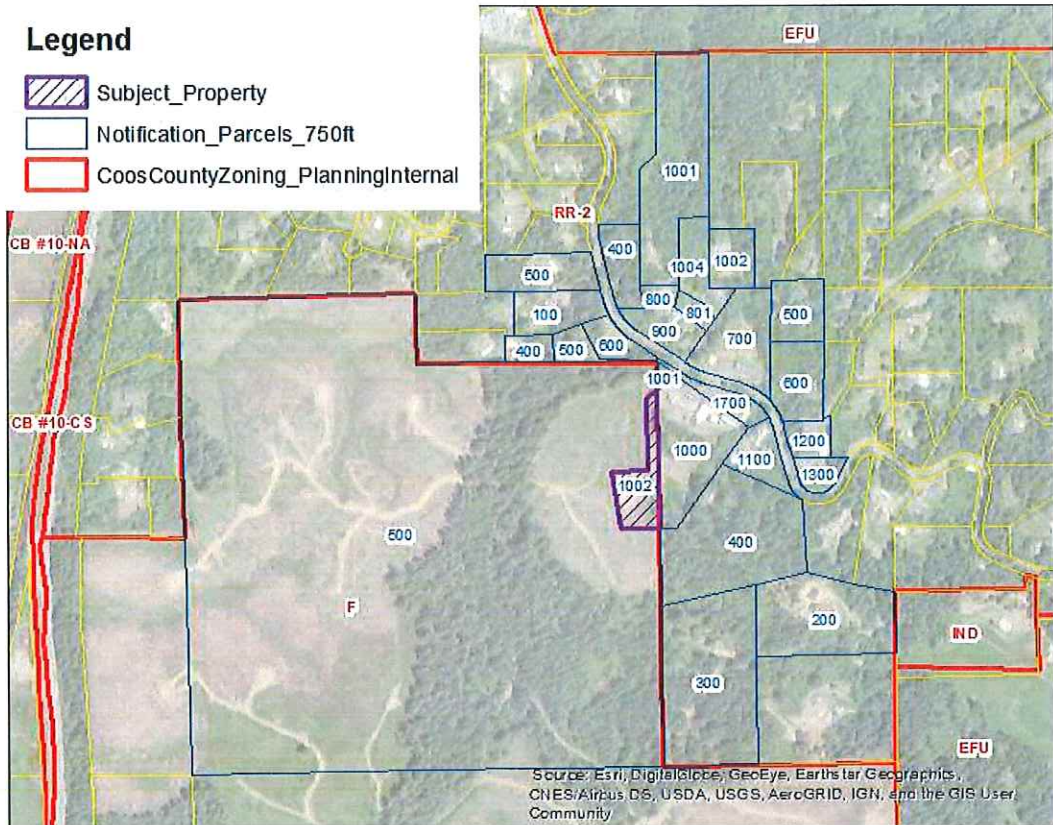 Legend
Subject_Property
Notification_Parcels_750ft
CoosCountyZoning_PlanningInternal
EFU
1001
RR-2
CB #10-NA
400
1004
1002
500
800
801
500
100
900
700
400
500
600
1001
600
1700
CB #10-CS
1200
1000
1100
1300
1002
500
400
F
200
IND
300
EFU
Source: Esri, DigitalGlobe, GeoEye, Earthstar Geographics,
CNES/Airbus DS, USDA, USGS, AeroGRID, IGN, and the GIS User
Community